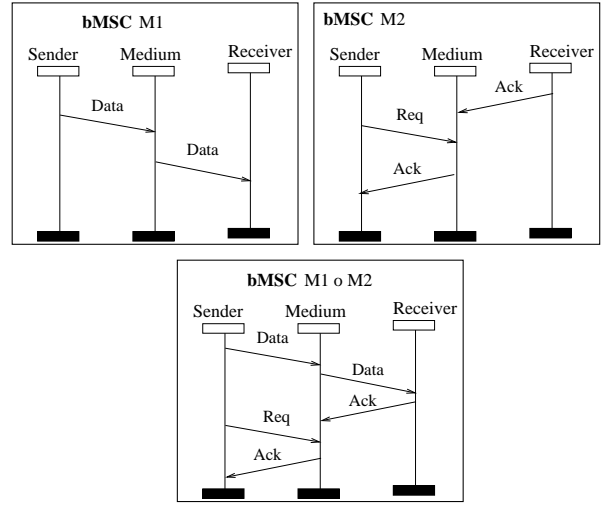 bMSC M1
Sender Medium Receiver
Data
Data
bMSC M2
Sender Medium Receiver
Ack
Req
Ack
bMSC M1 o M2
Sender Medium Receiver
Data
Data
Ack
Req
Ack